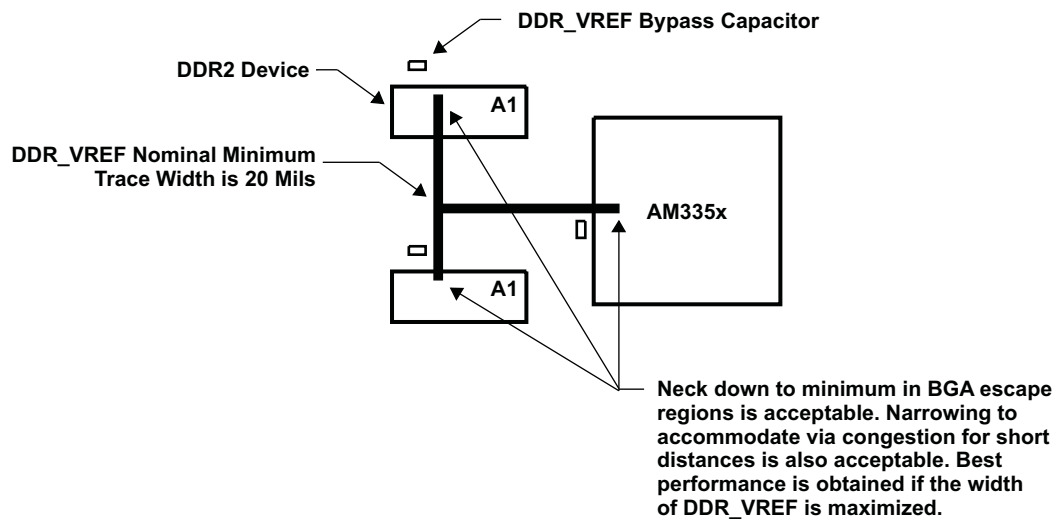 DDR_VREF Bypass Capacitor
DDR2 Device
A1
DDR_VREF Nominal Minimum
Trace Width is 20 Mils
AM335x
A1
Neck down to minimum in BGA escape
regions is acceptable. Narrowing to
accommodate via congestion for short
distances is also acceptable. Best
performance is obtained if the width
of DDR_VREF is maximized.